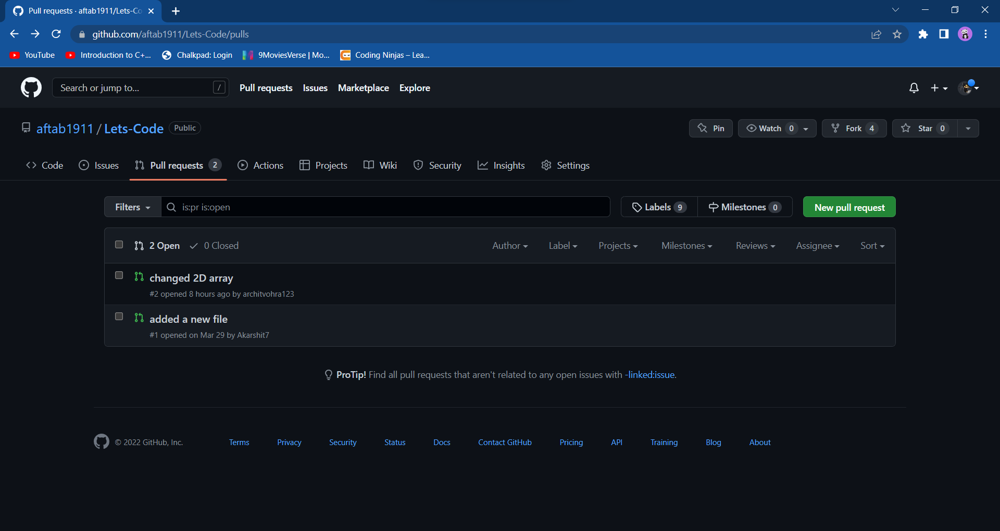 Pull requests · aftab1911/Lets-Co
github.com/aftab1911/Lets-Code/pulls
YouTube Introduction to C+... Chalkpad: Login 9MoviesVerse | Mo... Coding Ninjas – Lea...
Search or jump to... / Pull requests Issues Marketplace Explore
aftab1911 / Lets-Code Public Pin Watch 0 Fork 4 Star 0
Code Issues Pull requests 2 Actions Projects Wiki Security Insights Settings
Filters is:pr is:open Labels 9 Milestones 0 New pull request
2 Open 0 Closed Author Label Projects Milestones Reviews Assignee Sort
changed 2D array
#2 opened 8 hours ago by architvohra123
added a new file
#1 opened on Mar 29 by Akarshit7
ProTip! Find all pull requests that aren't related to any open issues with -linked:issue.
© 2022 GitHub, Inc. Terms Privacy Security Status Docs Contact GitHub Pricing API Training Blog About